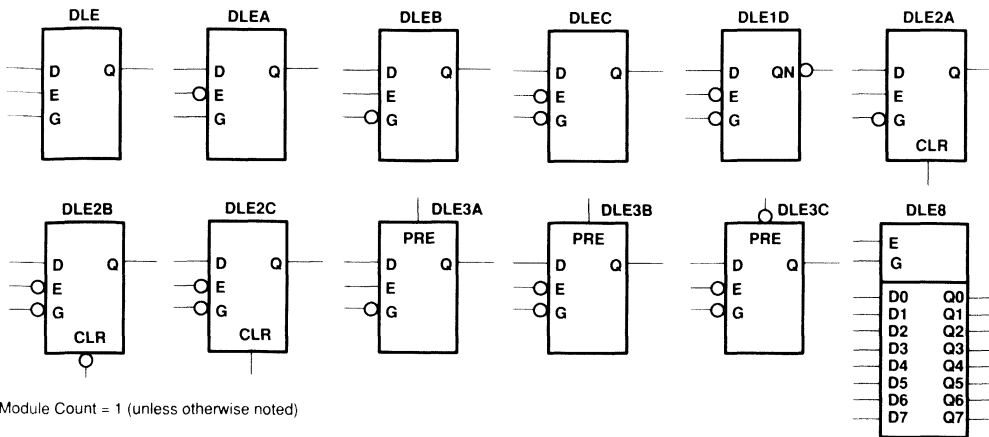 DLE DLEA DLEB DLEC DLE1D DLE2A
D Q D Q D Q D Q D QN D Q
E E E E E E
G G G G G G
CLR
DLE2B DLE2C DLE3A DLE3B DLE3C DLE8
PRE PRE PRE E
D Q D Q D Q D Q D Q G
E E E E E D0 Q0
G G G G G D1 Q1
CLR CLR D2 Q2
D3 Q3
D4 Q4
D5 Q5
D6 Q6
D7 Q7
Module Count = 1 (unless otherwise noted)